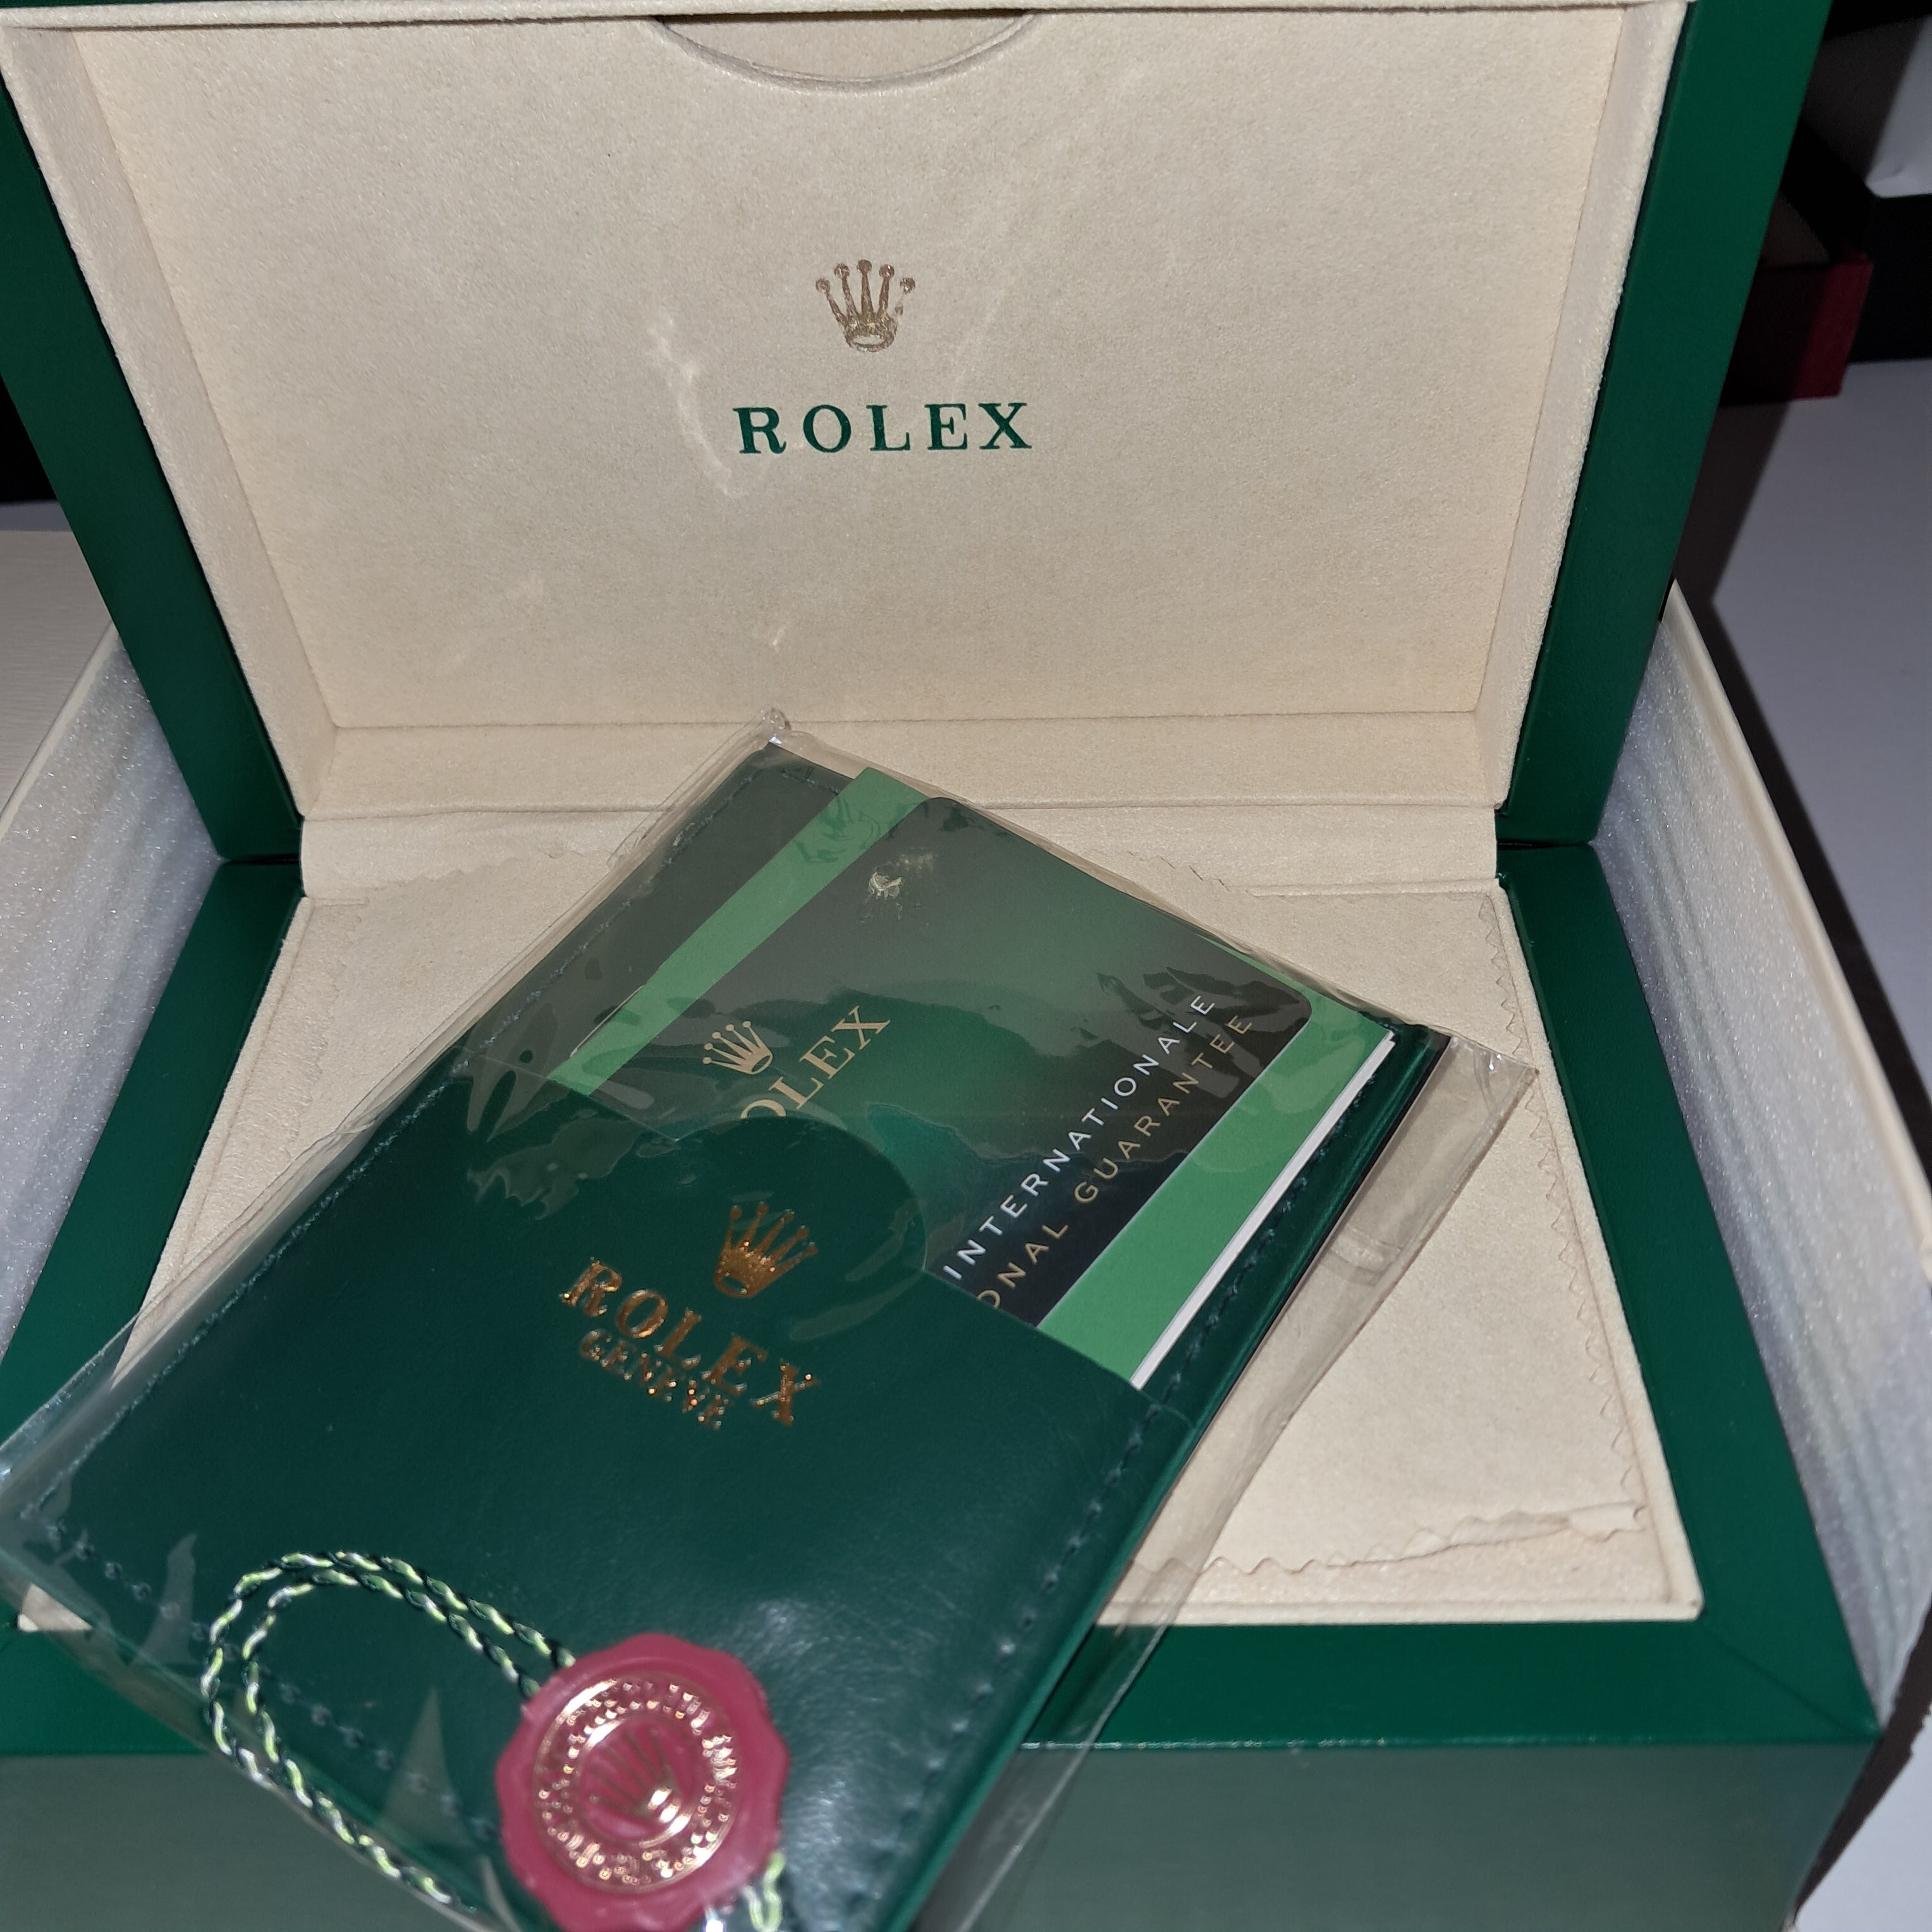 ROLEX
OLEX
INTERNATIONALE
ONAL GUARANTEE
ROLEX
GENEVE